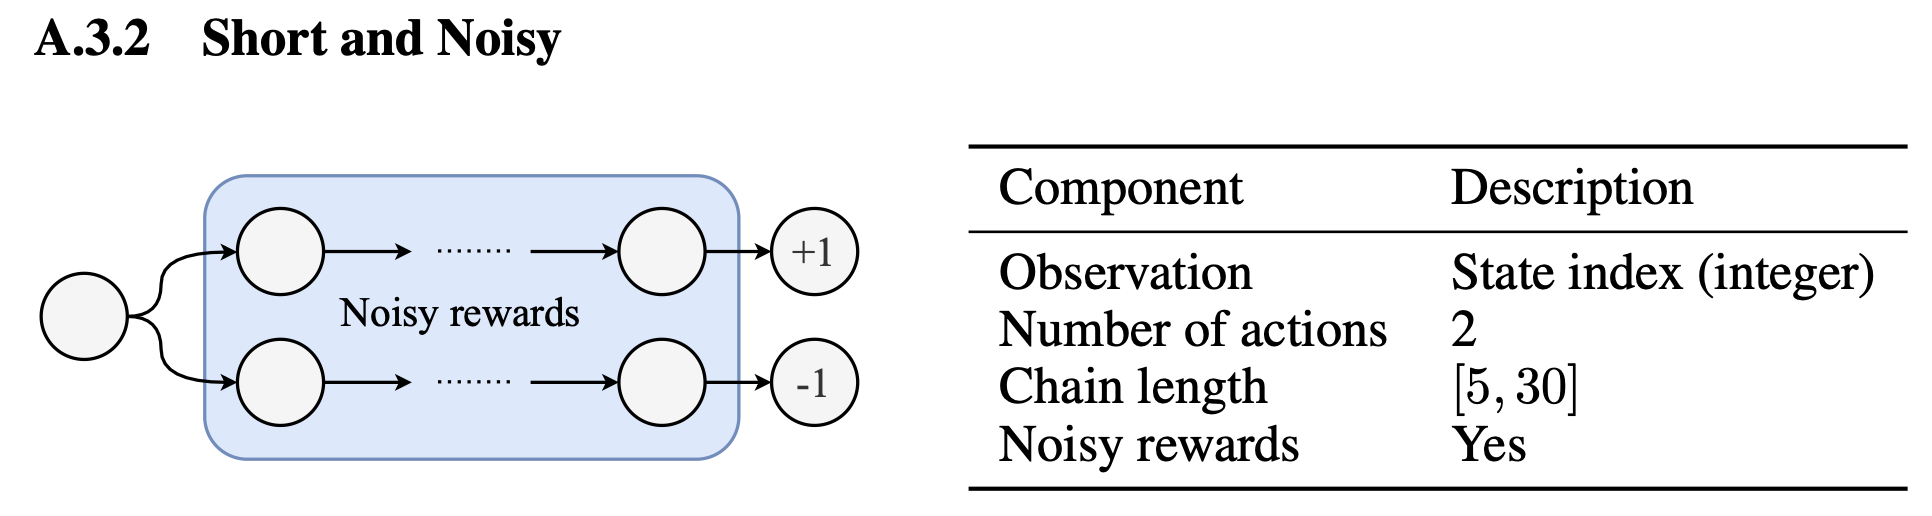 A.3.2 Short and Noisy
+1
Noisy rewards
-1
Component Description
Observation State index (integer)
Number of actions 2
Chain length [5, 30]
Noisy rewards Yes